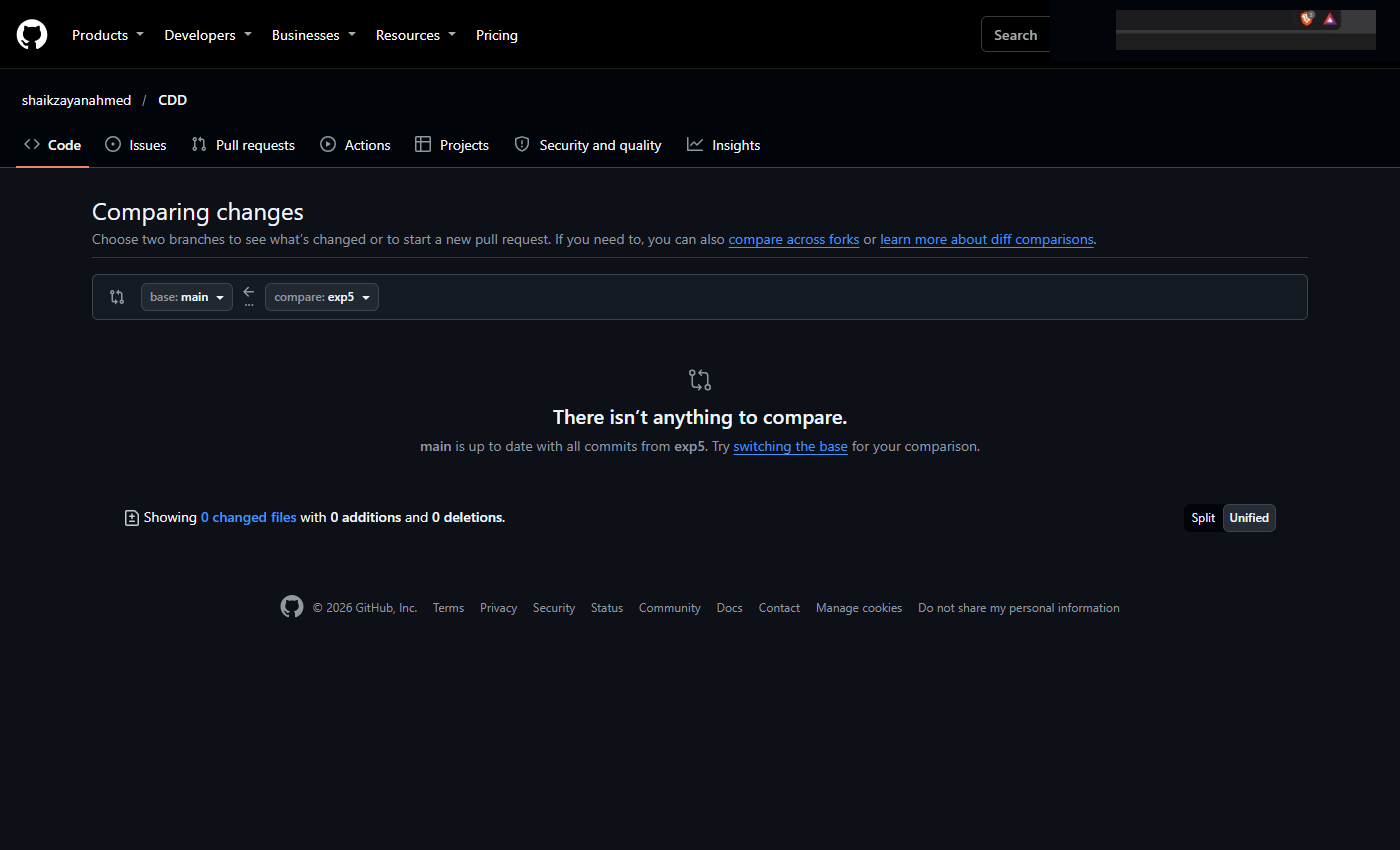 Products Developers Businesses Resources Pricing Search
shaikzayanahmed / CDD
Code Issues Pull requests Actions Projects Security and quality Insights
Comparing changes
Choose two branches to see what's changed or to start a new pull request. If you need to, you can also compare across forks or learn more about diff comparisons.
base: main ← ... compare: exp5
There isn't anything to compare.
main is up to date with all commits from exp5. Try switching the base for your comparison.
Showing 0 changed files with 0 additions and 0 deletions. Split Unified
© 2026 GitHub, Inc. Terms Privacy Security Status Community Docs Contact Manage cookies Do not share my personal information